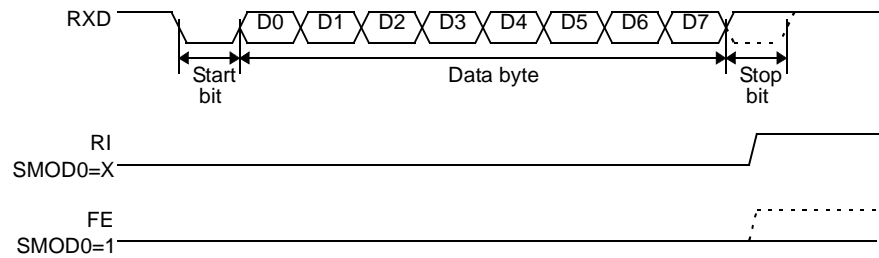 RXD D0 D1 D2 D3 D4 D5 D6 D7
Start bit
Data byte
Stop bit
RI
SMOD0=X
FE
SMOD0=1